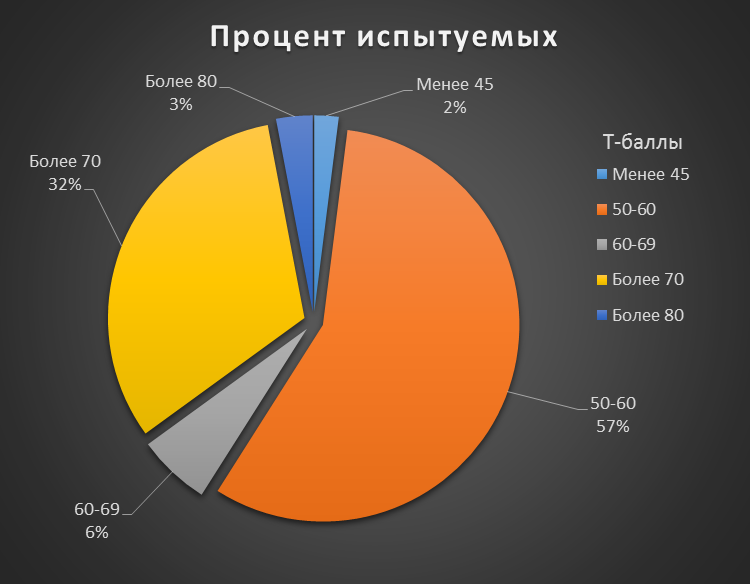 Процент испытуемых
Более 80
3%
Менее 45
2%
Более 70
32%
50-60
57%
60-69
6%
Т-баллы
Менее 45
50-60
60-69
Более 70
Более 80